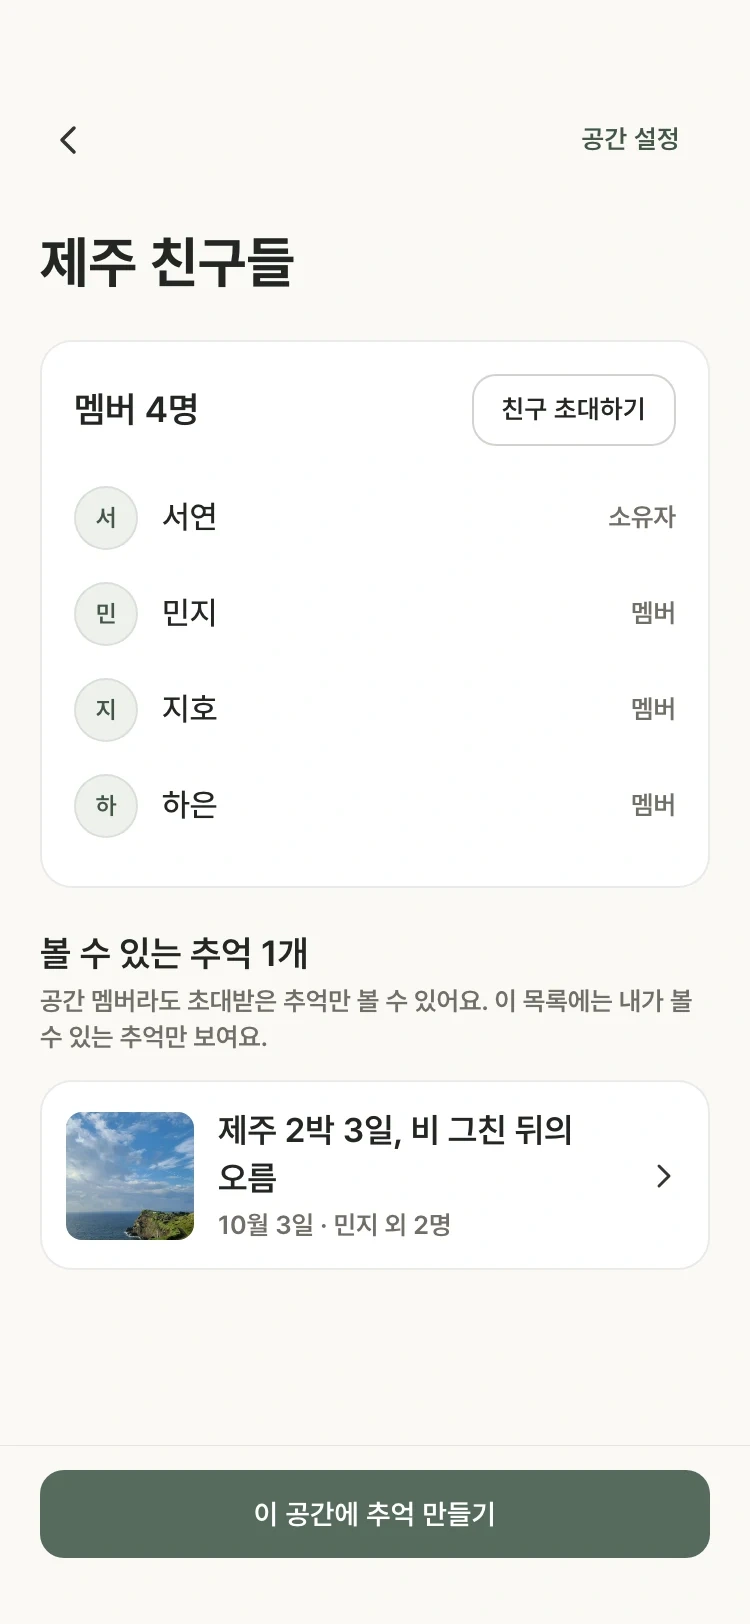 공간 설정
제주 친구들
멤버 4명
친구 초대하기
서 서연 소유자
민 민지 멤버
지 지호 멤버
하 하은 멤버
볼 수 있는 추억 1개
공간 멤버라도 초대받은 추억만 볼 수 있어요. 이 목록에는 내가 볼
수 있는 추억만 보여요.
제주 2박 3일, 비 그친 뒤의
오름
10월 3일 · 민지 외 2명
이 공간에 추억 만들기